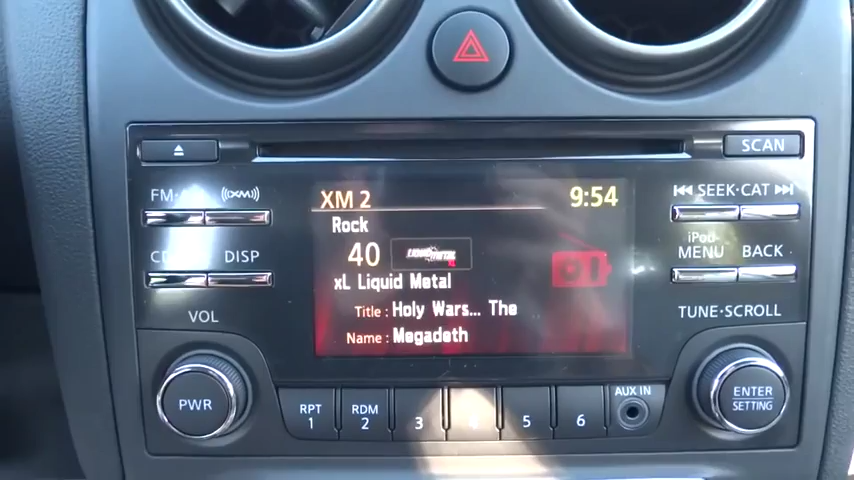 SCAN
FM·
XM
SEEK·CAT
DISP
iPod
MENU
BACK
VOL
TUNE·SCROLL
PWR
XM 2
9:54
Rock
40
LIQUID METAL
xL Liquid Metal
Title : Holy Wars... The
Name : Megadeth
RPT
1
RDM
2
3
5
6
AUX IN
ENTER
SETTING